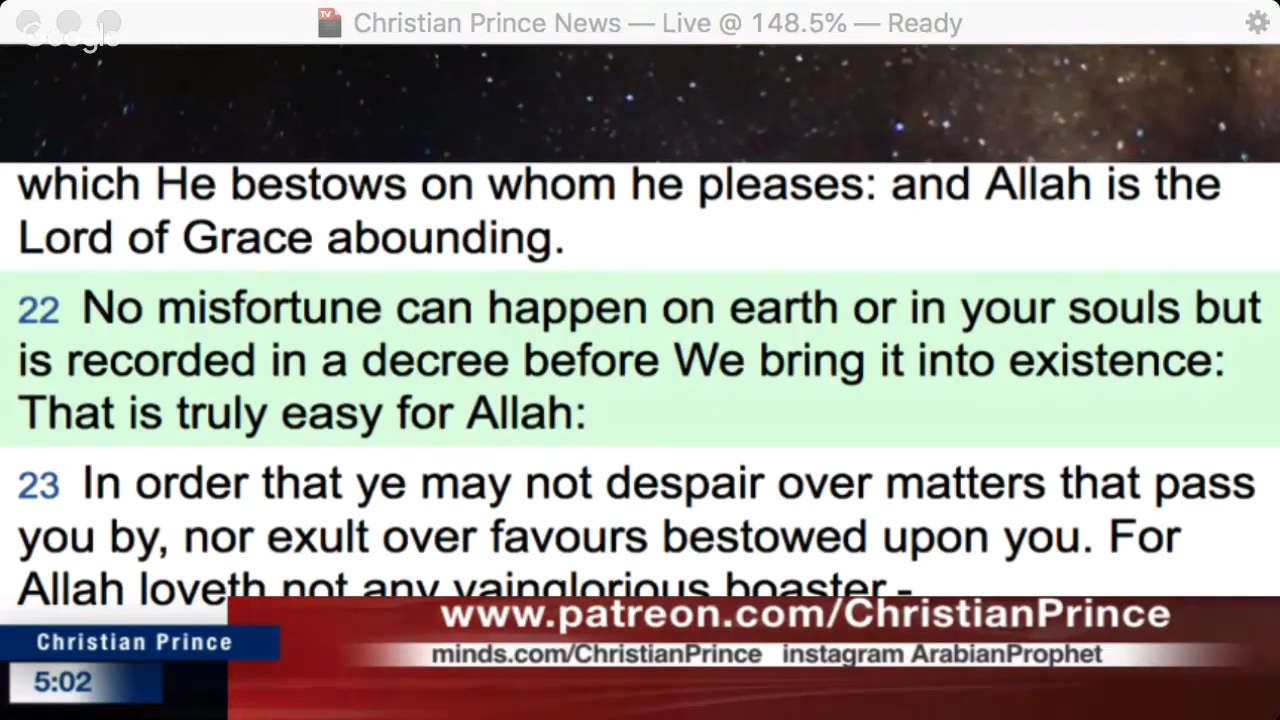 Christian Prince News — Live @ 148.5% — Ready
TV
Google
which He bestows on whom he pleases: and Allah is the
Lord of Grace abounding.
22 No misfortune can happen on earth or in your souls but
is recorded in a decree before We bring it into existence:
That is truly easy for Allah:
23 In order that ye may not despair over matters that pass
you by, nor exult over favours bestowed upon you. For
Allah loveth not any vainglorious boaster,-
www.patreon.com/ChristianPrince
Christian Prince
minds.com/ChristianPrince instagram ArabianProphet
5:02